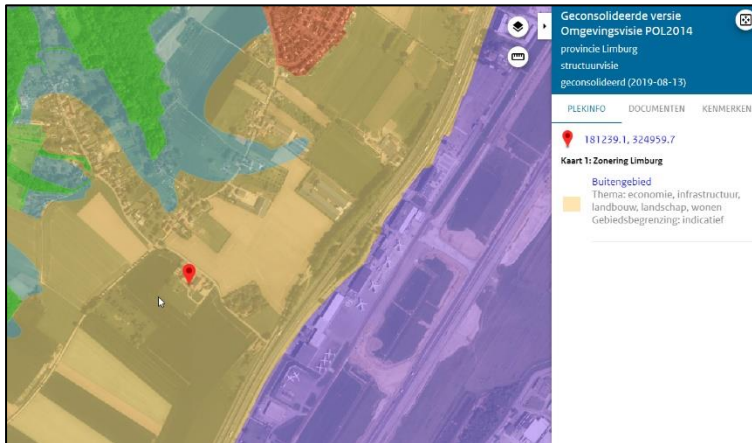 Geconsolideerde versie
Omgevingsvisie POL2014
provincie Limburg
structuurvisie
geconsolideerd (2019-08-13)
PLEKINFO DOCUMENTEN KENMERKEN
181239.1, 324959.7
Kaart 1: Zonering Limburg
Buitengebied
Thema: economie, infrastructuur,
landbouw, landschap, wonen
Gebiedsbegrenzing: indicatief